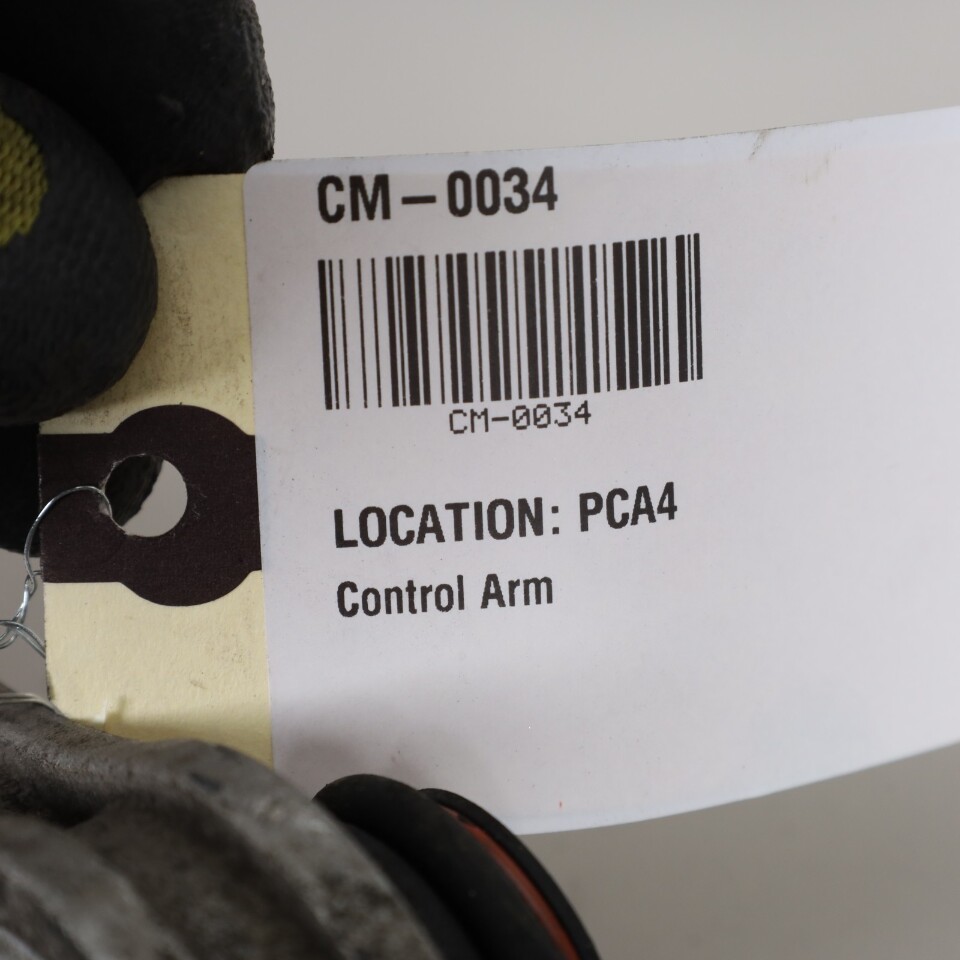 CM-0034
CM-0034
LOCATION: PCA4
Control Arm